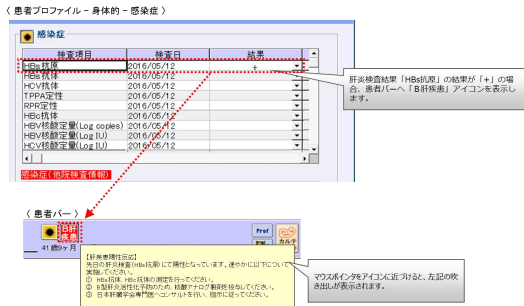 〈 患者プロファイル - 身体的 - 感染症 〉
感染症
検査項目 検査日 結果
HBs抗原 2016/05/12 +
HBs抗体 2016/05/12
HCV抗体 2016/05/12
TPPA定性 2016/05/12
RPR定性 2016/05/12
HBc抗体 2016/05/12
HBV核酸定量(Log copies) 2016/05/12
HBV核酸定量(Log IU) 2016/05/12
HCV核酸定量(Log IU) 2016/05/12
肝炎検査結果「HBs抗原」の結果が「+」の場
合、患者バーへ「B肝疾患」アイコンを表示し
ます。
感染症(他院検査情報)
〈 患者バー 〉
B肝
疾患
Pref
カルテ
41歳9ヶ月
【肝疾患陽性反応】
先日の肝炎検査(HBs抗原)にて陽性となっています。速やかに以下について
実施してください。
① HBs抗体、HBc抗体の測定を行ってください。
② B型肝炎活性化予防のため、核酸アナログ製剤を投与してください。
③ 日本肝臓学会専門医へコンサルトを行い、指示に従ってください。
マウスポインタをアイコンに近づけると、左記の吹
き出しが表示されます。